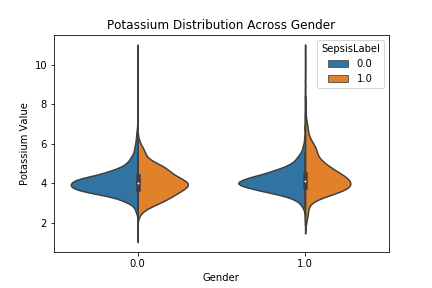 Potassium Distribution Across Gender
SepsisLabel
0.0
1.0
Potassium Value
10
8
6
4
2
0.0
1.0
Gender